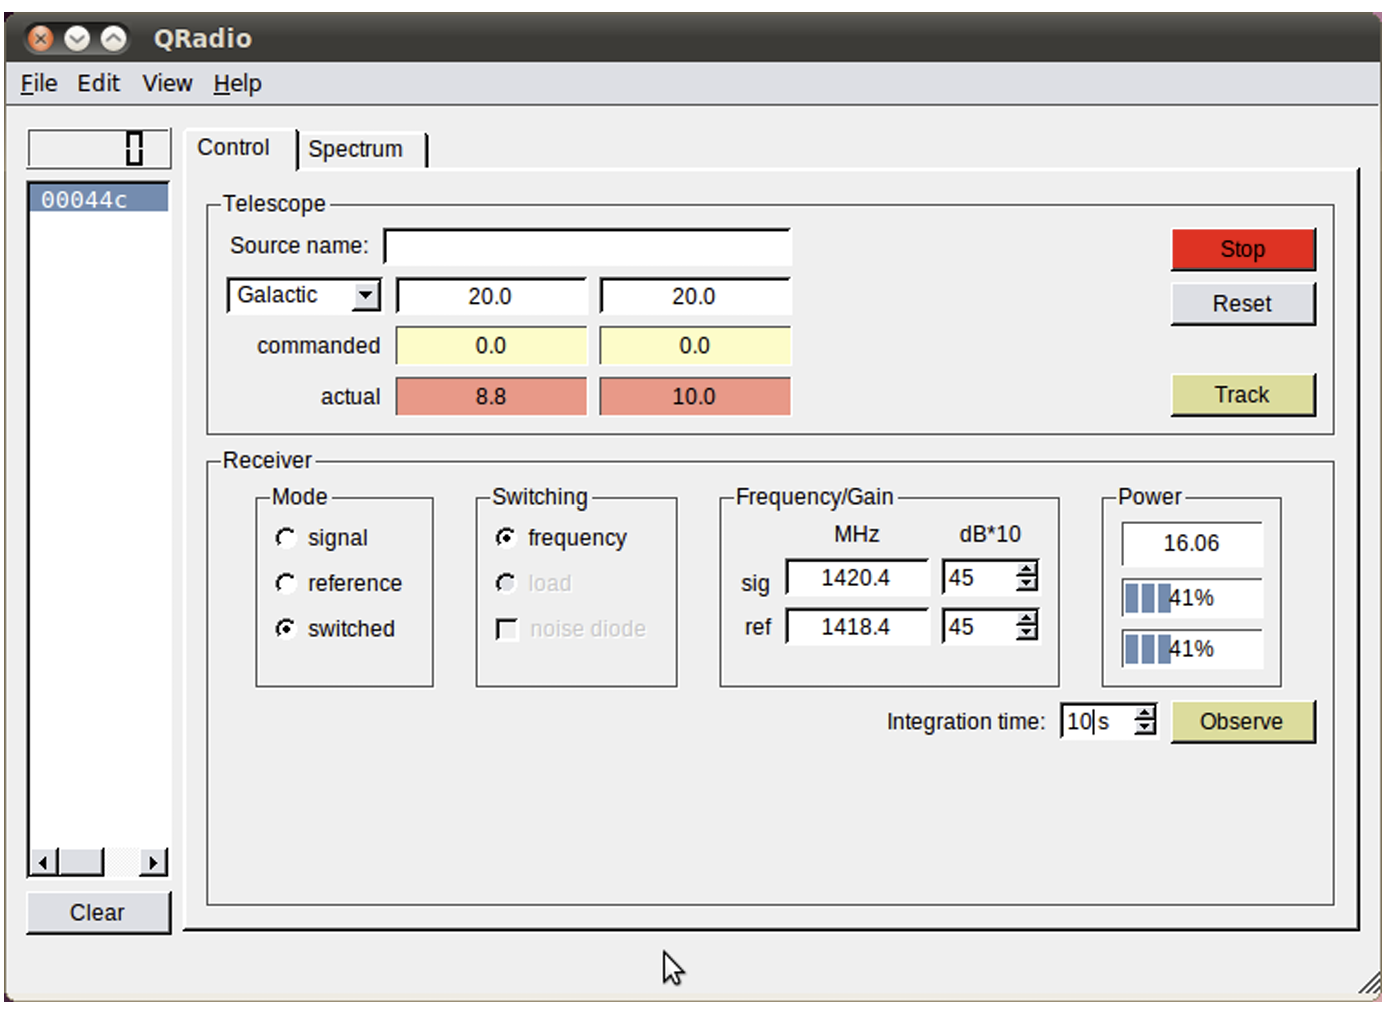 QRadio
File Edit View Help
0
00044c
Clear
Control Spectrum
Telescope
Source name:
Stop
Galactic 20.0 20.0
Reset
commanded 0.0 0.0
actual 8.8 10.0
Track
Receiver
Mode
signal
reference
switched
Switching
frequency
load
noise diode
Frequency/Gain
MHz dB*10
sig 1420.4 45
ref 1418.4 45
Power
16.06
41%
41%
Integration time: 10 s Observe